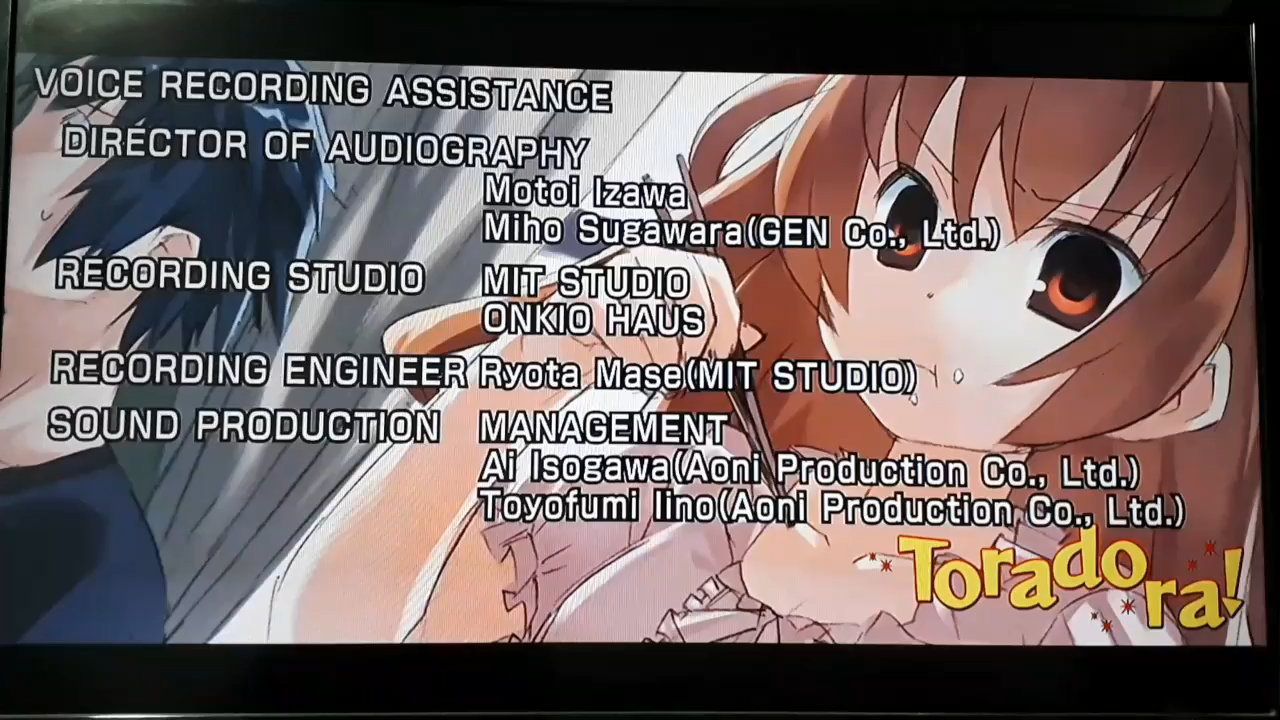 VOICE RECORDING ASSISTANCE
DIRECTOR OF AUDIOGRAPHY
Motoi Izawa
Miho Sugawara(GEN Co., Ltd.)
RECORDING STUDIO MIT STUDIO
ONKIO HAUS
RECORDING ENGINEER Ryota Mase(MIT STUDIO)
SOUND PRODUCTION MANAGEMENT
Ai Isogawa(Aoni Production Co., Ltd.)
Toyofumi Iino(Aoni Production Co., Ltd.)
Toradora!